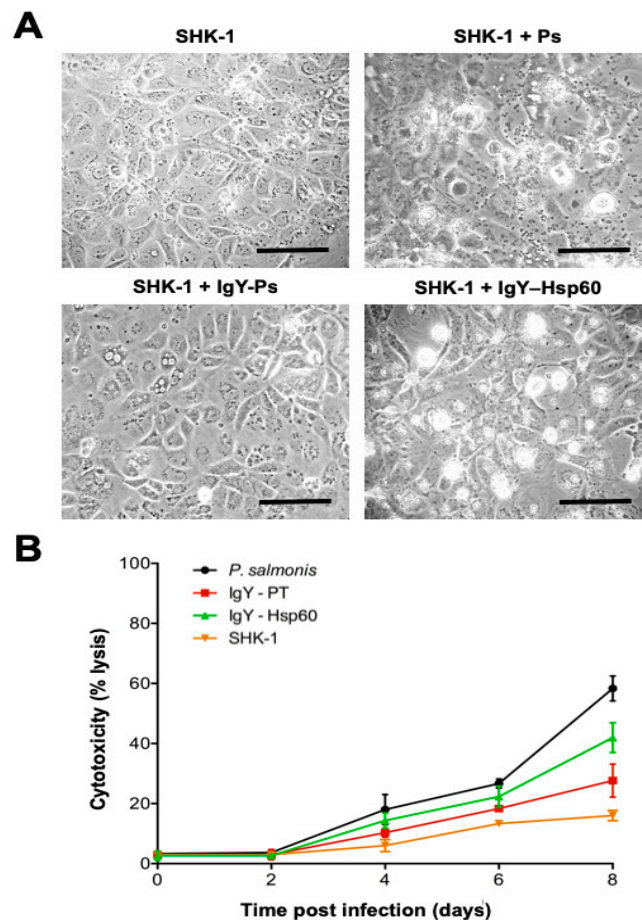 A
SHK-1
SHK-1 + Ps
SHK-1 + IgY-Ps
SHK-1 + IgY–Hsp60
B
100
80
60
40
20
0
Cytotoxicity (% lysis)
P. salmonis
IgY - PT
IgY - Hsp60
SHK-1
0 2 4 6 8
Time post infection (days)